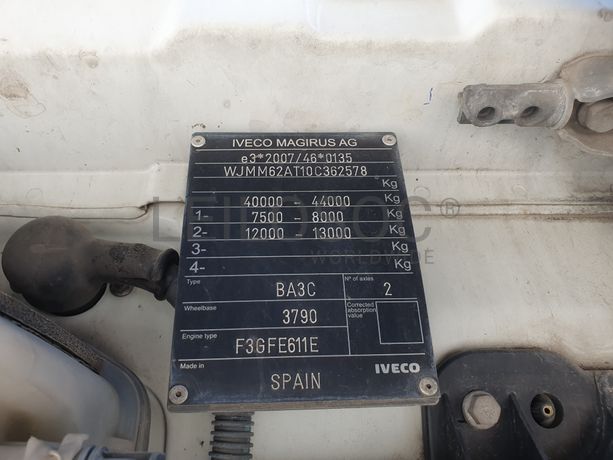 IVECO MAGIRUS AG
e3*2007/46*0135
WJMM62AT10C362578
Kg
40000 - 44000 Kg
1- 7500 - 8000 Kg
2- 12000 - 13000 Kg
3- Kg
4- Kg
Type BA3C Nº of axles 2
Wheelbase 3790 Corrected absorption value
Engine type F3GFE611E
Made in SPAIN IVECO
WORLDWIDE